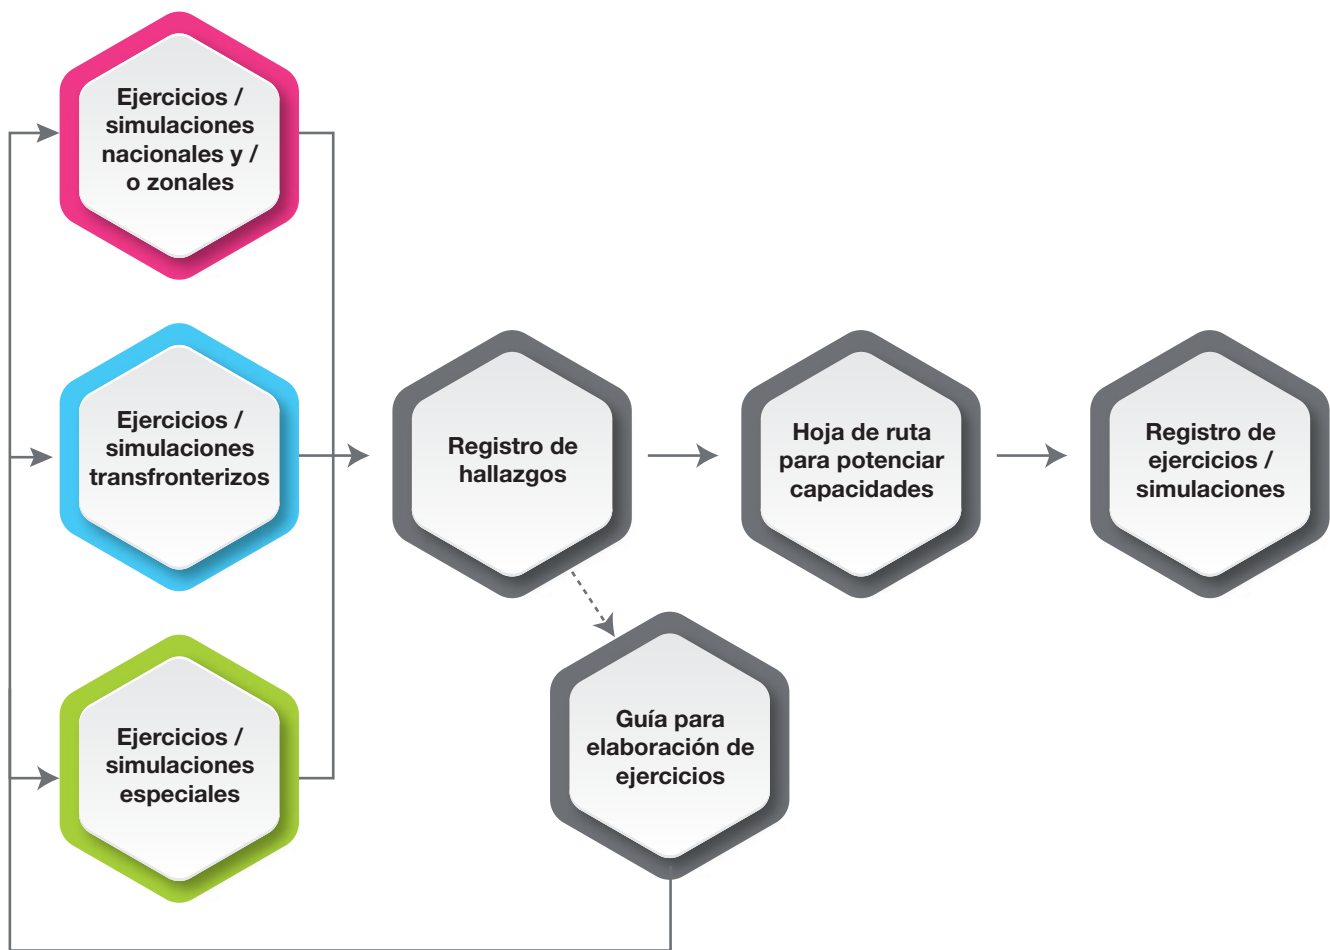 Ejercicios /
simulaciones
nacionales y /
o zonales
Ejercicios /
simulaciones
transfronterizos
Registro de
hallazgos
Hoja de ruta
para potenciar
capacidades
Registro de
ejercicios /
simulaciones
Ejercicios /
simulaciones
especiales
Guía para
elaboración de
ejercicios